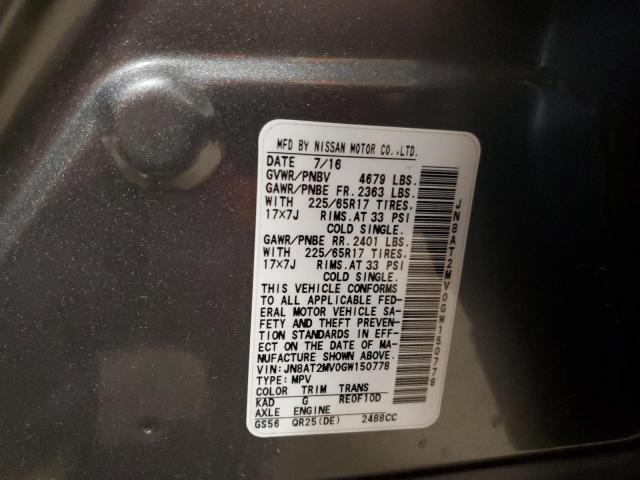 MFD BY NISSAN MOTOR CO.,LTD.
DATE 7/16
GVWR/PNBV 4679 LBS.
GAWR/PNBE FR. 2363 LBS.
WITH 225/65R17 TIRES.
17×7J RIMS.AT 33 PSI
COLD SINGLE.
GAWR/PNBE RR. 2401 LBS.
WITH 225/65R17 TIRES.
17×7J RIMS.AT 33 PSI
COLD SINGLE.
THIS VEHICLE CONFORMS
TO ALL APPLICABLE FED-
ERAL MOTOR VEHICLE SA-
FETY AND THEFT PREVEN-
TION STANDARDS IN EFF-
ECT ON THE DATE OF MA-
NUFACTURE SHOWN ABOVE.
VIN:JN8AT2MV0GW150778
TYPE:MPV
COLOR TRIM TRANS
KAD G RE0F10D
AXLE ENGINE
GS56 QR25(DE) 2488CC
JN8AT2MV0GW150778